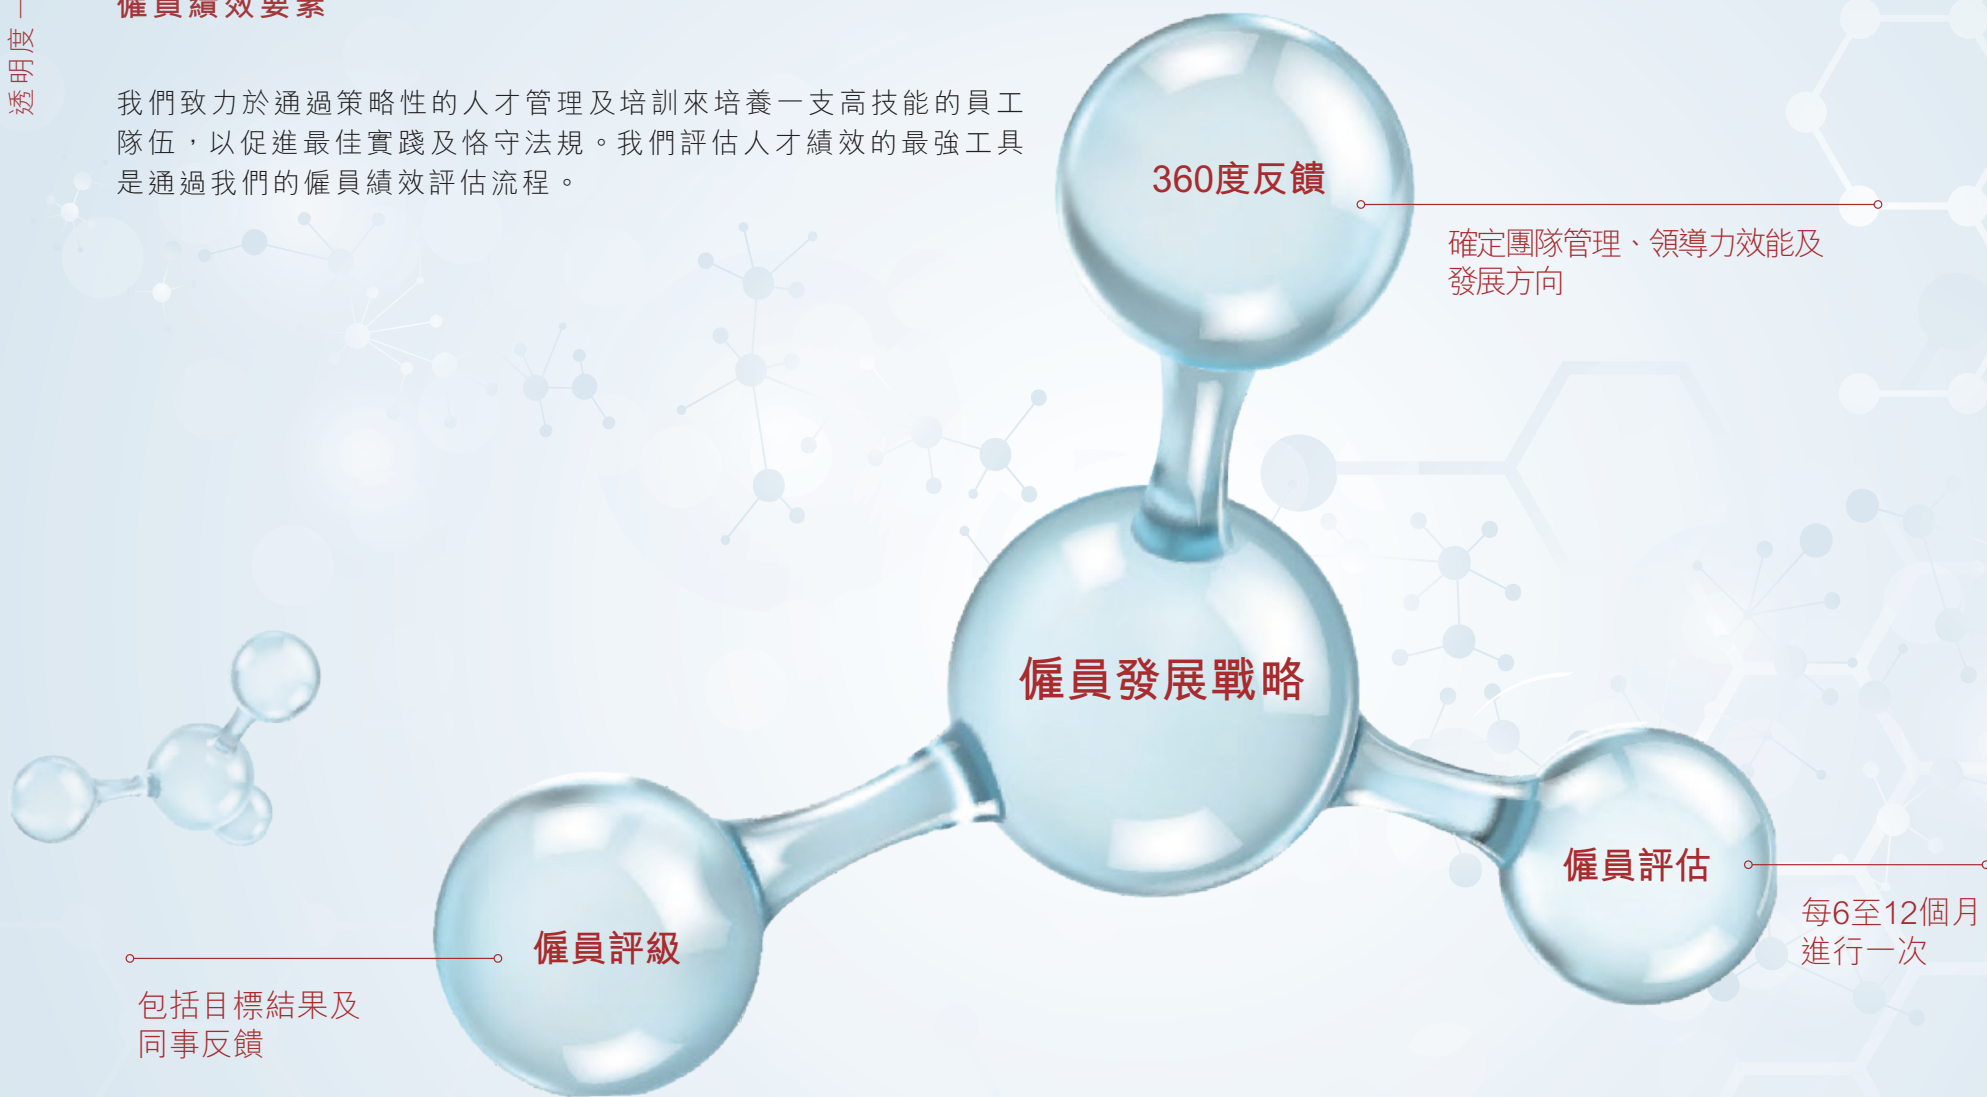 透明度
僱員績效要素
我們致力於通過策略性的人才管理及培訓來培養一支高技能的員工
隊伍，以促進最佳實踐及恪守法規。我們評估人才績效的最強工具
是通過我們的僱員績效評估流程。
360度反饋
確定團隊管理、領導力效能及
發展方向
僱員發展戰略
僱員評估
每6至12個月
進行一次
僱員評級
包括目標結果及
同事反饋